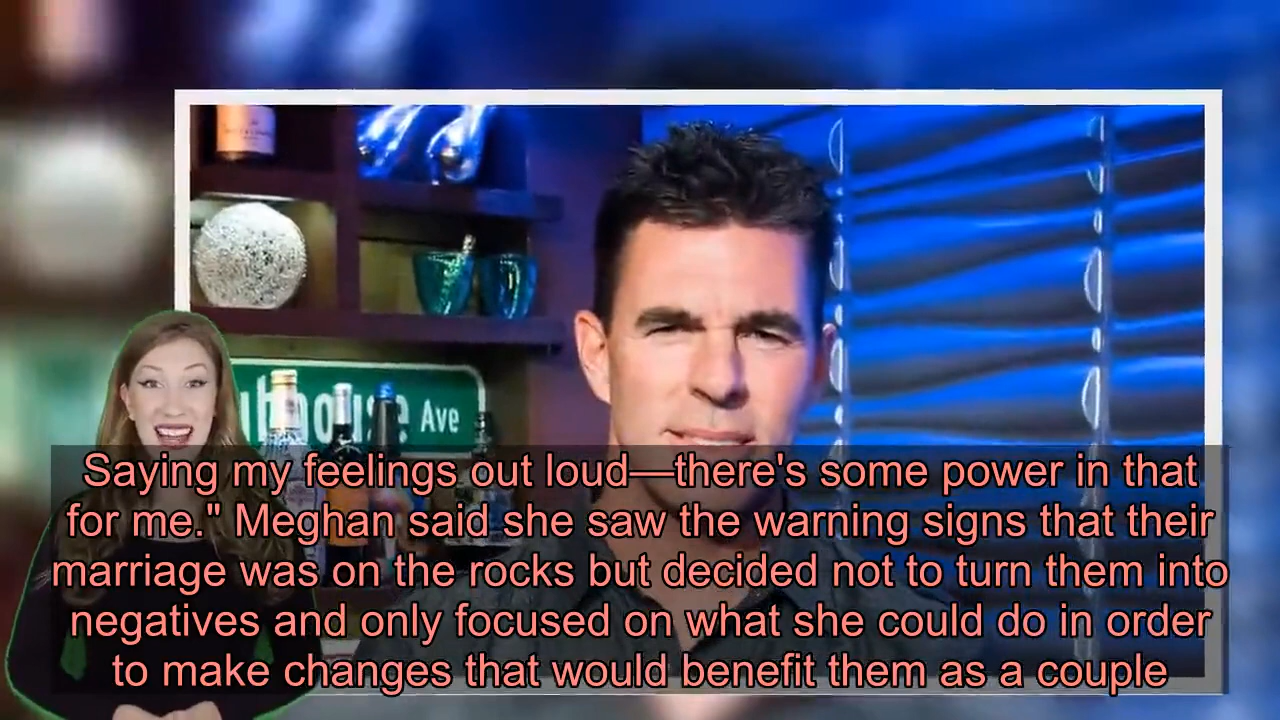 ubhouse Ave
Saying my feelings out loud—there's some power in that
for me." Meghan said she saw the warning signs that their
marriage was on the rocks but decided not to turn them into
negatives and only focused on what she could do in order
to make changes that would benefit them as a couple